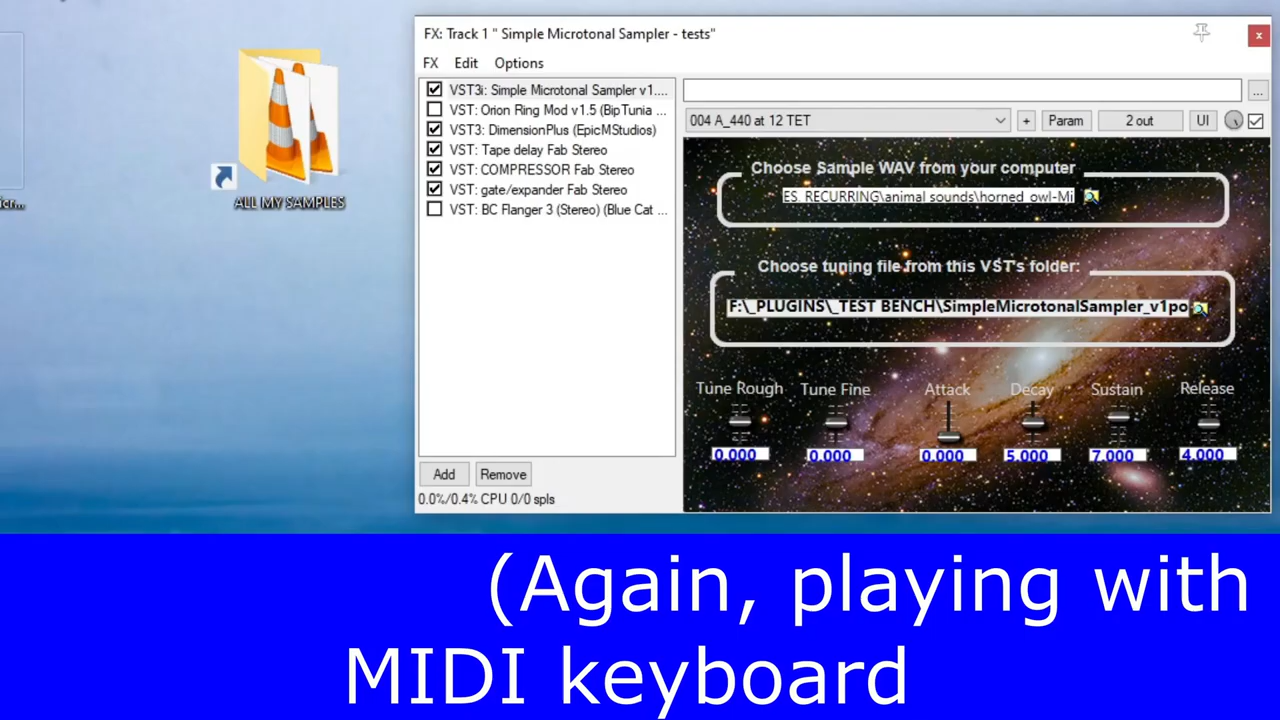 FX: Track 1 " Simple Microtonal Sampler - tests"
x
FX Edit Options
VST3i: Simple Microtonal Sampler v1....
VST: Orion Ring Mod v1.5 (BipTunia ...
VST3: DimensionPlus (EpicMStudios)
VST: Tape delay Fab Stereo
VST: COMPRESSOR Fab Stereo
VST: gate/expander Fab Stereo
VST: BC Flanger 3 (Stereo) (Blue Cat ...
Add Remove
0.0%/0.4% CPU 0/0 spls
...
004 A_440 at 12 TET + Param 2 out UI
Choose Sample WAV from your computer
ES. RECURRING\animal sounds\horned_owl-Mi
Choose tuning file from this VST's folder:
F:\_PLUGINS\_TEST BENCH\SimpleMicrotonalSampler_v1po
Tune Rough Tune Fine Attack Decay Sustain Release
0.000 0.000 0.000 5.000 7.000 4.000
ALL MY SAMPLES
icr...
(Again, playing with
MIDI keyboard